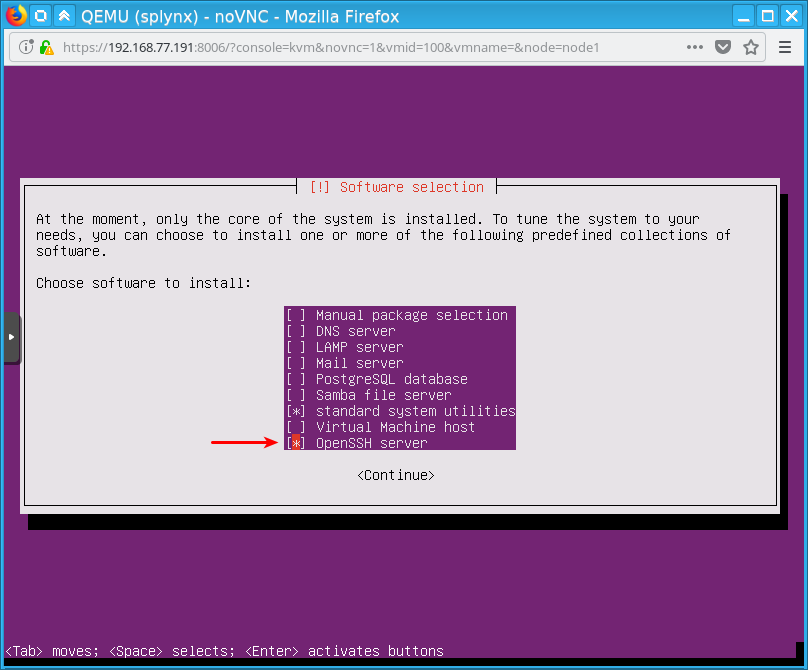 QEMU (splynx) - noVNC - Mozilla Firefox
https://192.168.77.191:8006/?console=kvm&novnc=1&vmid=100&vmname=&node=node1
[!] Software selection
At the moment, only the core of the system is installed. To tune the system to your
needs, you can choose to install one or more of the following predefined collections of
software.
Choose software to install:
[ ] Manual package selection
[ ] DNS server
[ ] LAMP server
[ ] Mail server
[ ] PostgreSQL database
[ ] Samba file server
[*] standard system utilities
[ ] Virtual Machine host
[*] OpenSSH server
<Continue>
<Tab> moves; <Space> selects; <Enter> activates buttons